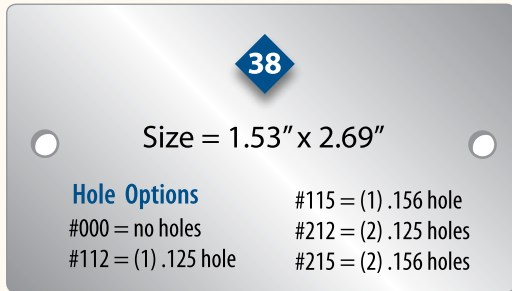 38
Size = 1.53” x 2.69”
Hole Options
#000 = no holes
#112 = (1) .125 hole
#115 = (1) .156 hole
#212 = (2) .125 holes
#215 = (2) .156 holes